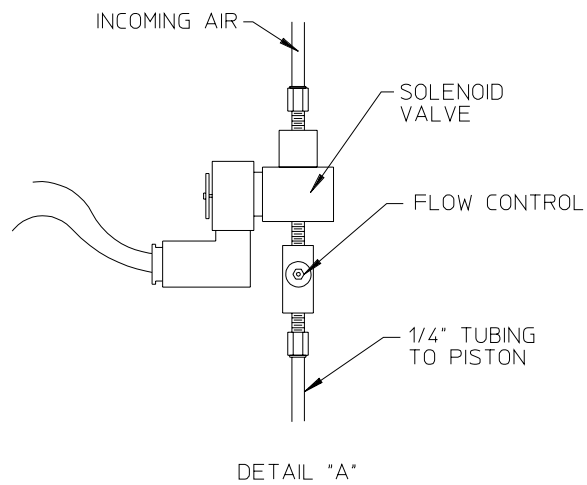 INCOMING AIR
SOLENOID
VALVE
FLOW CONTROL
1/4" TUBING
TO PISTON
DETAIL "A"